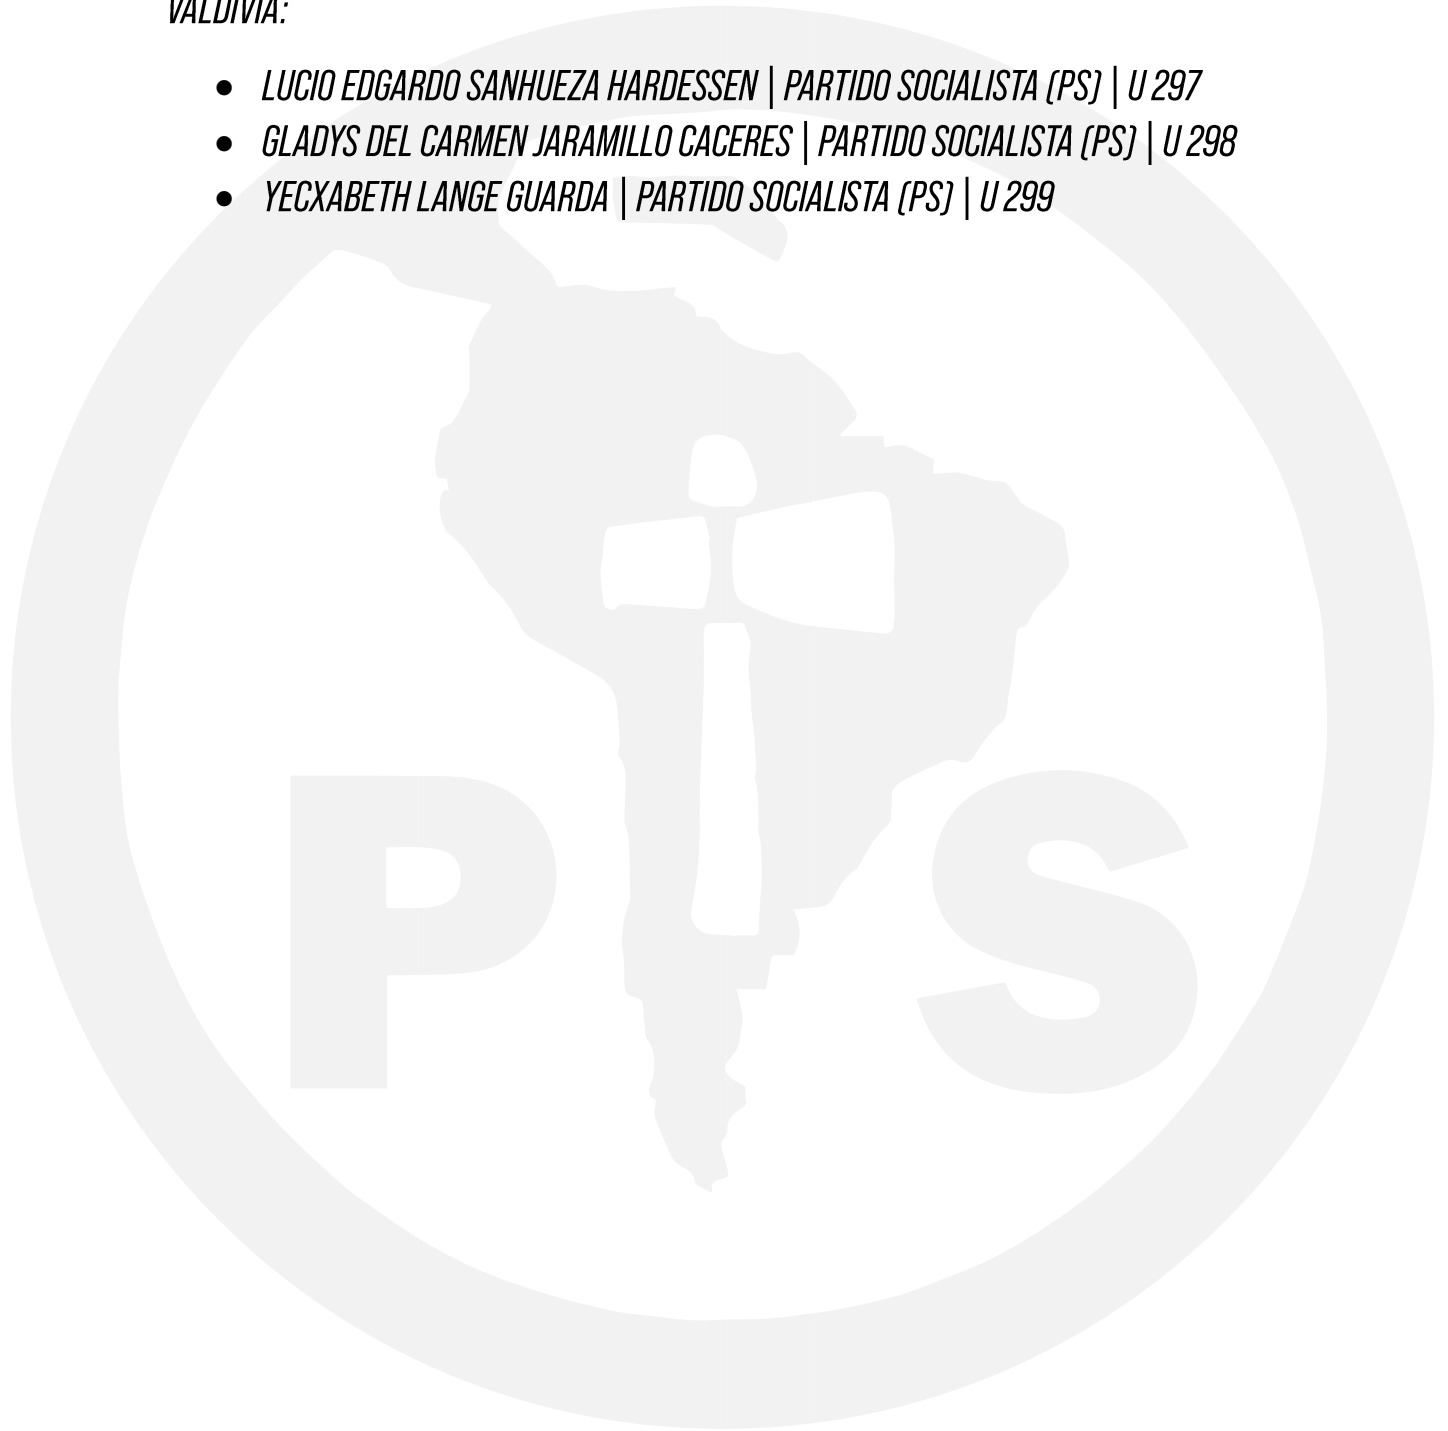 VALDIVIA:
• LUCIO EDGARDO SANHUEZA HARDESSEN | PARTIDO SOCIALISTA (PS) | U 297
• GLADYS DEL CARMEN JARAMILLO CACERES | PARTIDO SOCIALISTA (PS) | U 298
• YECXABETH LANGE GUARDA | PARTIDO SOCIALISTA (PS) | U 299
P S